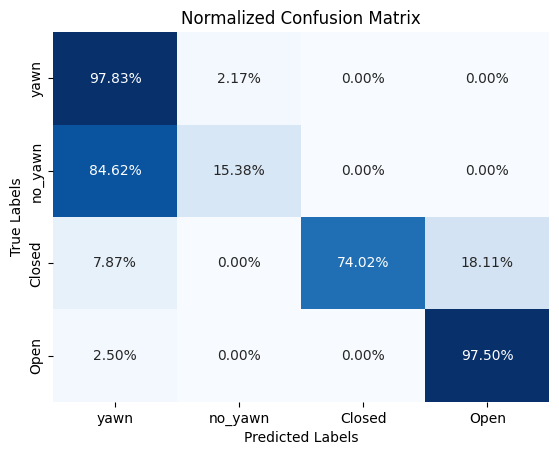 Normalized Confusion Matrix
True Labels
yawn 97.83% 2.17% 0.00% 0.00%
no_yawn 84.62% 15.38% 0.00% 0.00%
Closed 7.87% 0.00% 74.02% 18.11%
Open 2.50% 0.00% 0.00% 97.50%
yawn no_yawn Closed Open
Predicted Labels